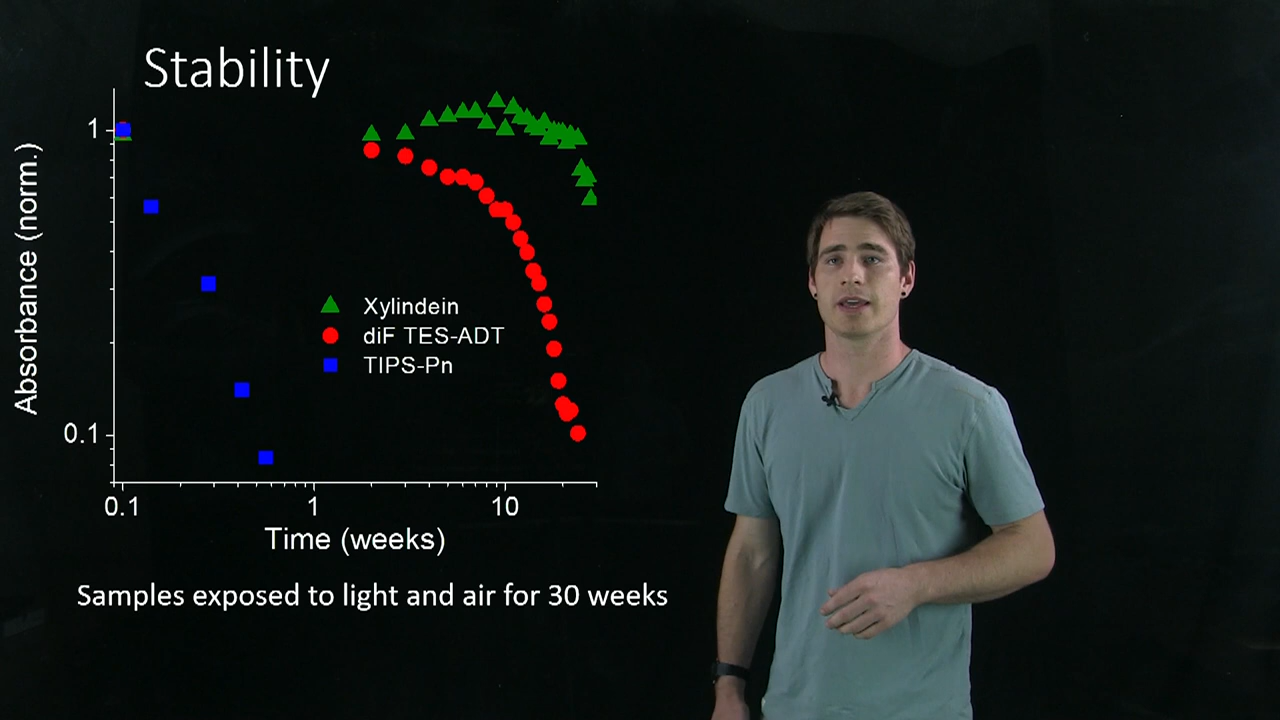 Stability
1
0.1
Absorbance (norm.)
Xylindein
diF TES-ADT
TIPS-Pn
0.1
1
10
Time (weeks)
Samples exposed to light and air for 30 weeks